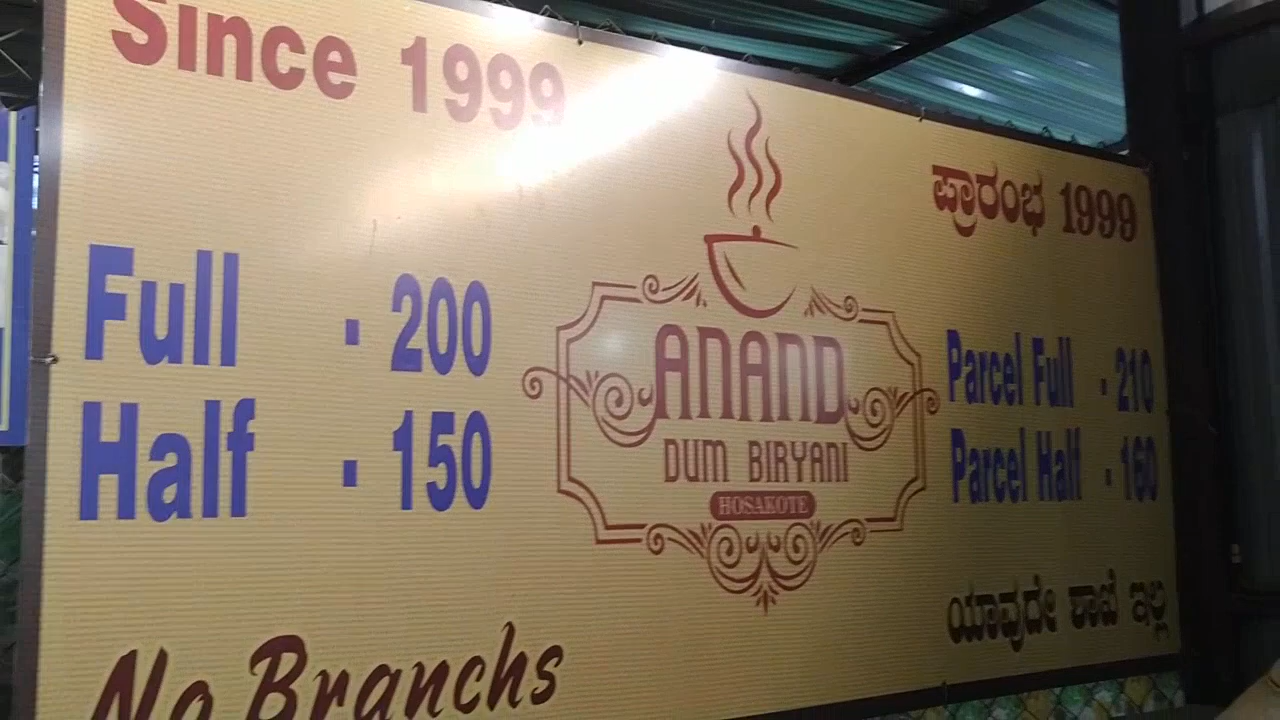 Since 1999
ಪ್ರಾರಂಭ 1999
Full - 200
Half - 150
ANAND
DUM BIRYANI
HOSAKOTE
Parcel Full - 210
Parcel Half - 160
No Branchs
ಯಾವುದೇ ಶಾಖೆ ಇಲ್ಲ